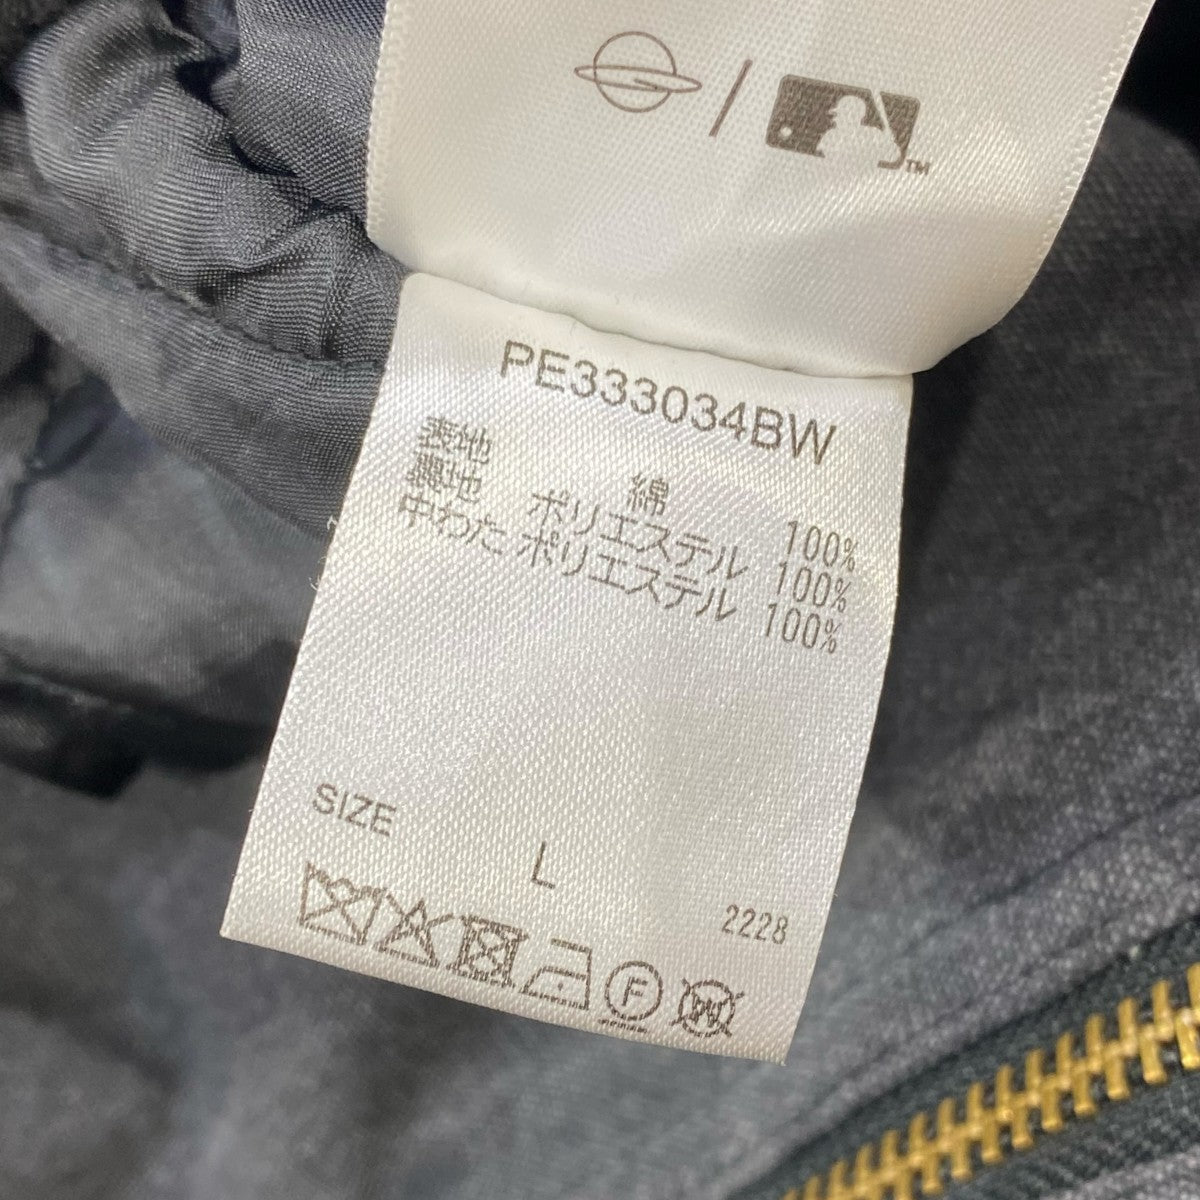 TM
PE333034BW
表地 綿 100%
裏地 ポリエステル 100%
中わた ポリエステル 100%
SIZE
L
2228
F